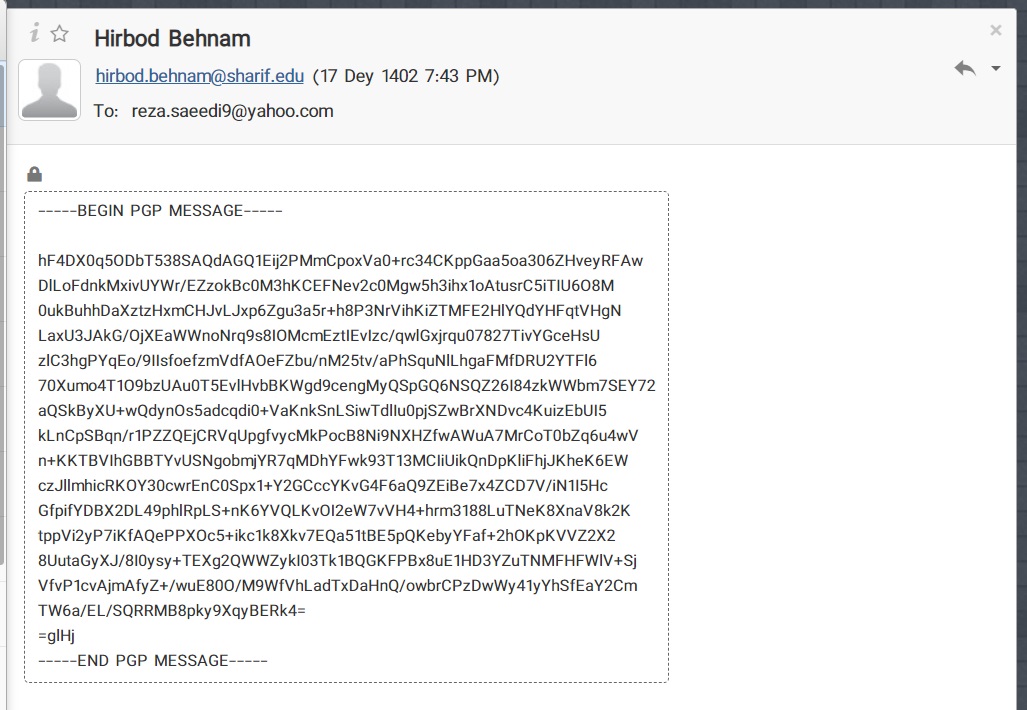 Hirbod Behnam
hirbod.behnam@sharif.edu (17 Dey 1402 7:43 PM)
To: reza.saeedi9@yahoo.com
-----BEGIN PGP MESSAGE-----
hF4DX0q5ODbT538SAQdAGQ1Eij2PMmCpoxVa0+rc34CKppGaa5oa306ZHveyRFAw
DlLoFdnkMxivUYWr/EZzokBc0M3hKCEFNev2c0Mgw5h3ihx1oAtusrC5iTIU6O8M
0ukBuhhDaXztzHxmCHJvLJxp6Zgu3a5r+h8P3NrVihKiZTMFE2HlYQdYHFqtVHgN
LaxU3JAkG/OjXEaWWnoNrq9s8IOMcmEztIEvIzc/qwlGxjrqu07827TivYGceHsU
zlC3hgPYqEo/9IIsfoefzmVdfAOeFZbu/nM25tv/aPhSquNlLhgaFMfDRU2YTFl6
70Xumo4T1O9bzUAu0T5EvlHvbBKWgd9cengMyQSpGQ6NSQZ26I84zkWWbm7SEY72
aQSkByXU+wQdynOs5adcqdi0+VaKnkSnLSiwTdlIu0pjSZwBrXNDvc4KuizEbUI5
kLnCpSBqn/r1PZZQEjCRVqUpgfvycMkPocB8Ni9NXHZfwAWuA7MrCoT0bZq6u4wV
n+KKTBVIhGBBTYvUSNgobmjYR7qMDhYFwk93T13MCIiUikQnDpKliFhjJKheK6EW
czJllmhicRKOY30cwrEnC0Spx1+Y2GCccYKvG4F6aQ9ZEiBe7x4ZCD7V/iN1I5Hc
GfpifYDBX2DL49phlRpLS+nK6YVQLKvOI2eW7vVH4+hrm3188LuTNeK8XnaV8k2K
tppVi2yP7iKfAQePPXOc5+ikc1k8Xkv7EQa51tBE5pQKebyYFaf+2hOKpKVVZ2X2
8UutaGyXJ/8I0ysy+TEXg2QWWZykI03Tk1BQGKFPBx8uE1HD3YZuTNMFHFWlV+Sj
VfvP1cvAjmAfyZ+/wuE80O/M9WfVhLadTxDaHnQ/owbrCPzDwWy41yYhSfEaY2Cm
TW6a/EL/SQRRMB8pky9XqyBERk4=
=glHj
-----END PGP MESSAGE-----